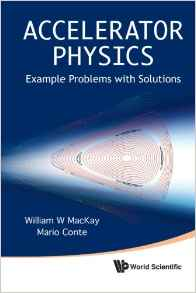 ACCELERATOR
PHYSICS
Example Problems with Solutions
William W MacKay
Mario Conte
World Scientific